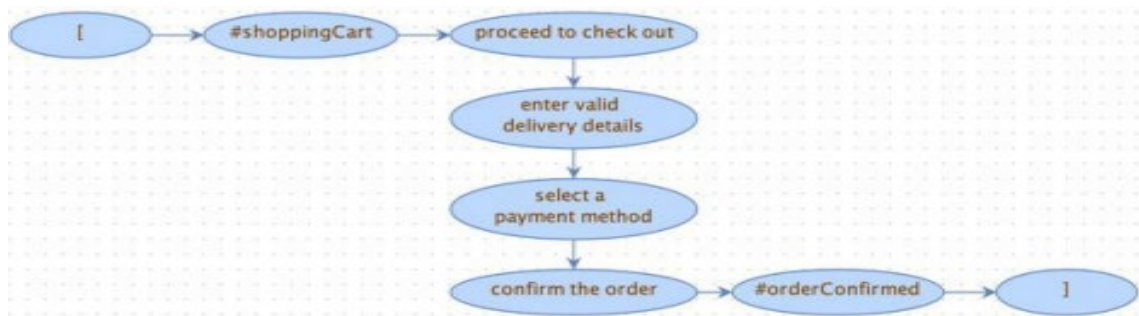 [
#shoppingCart
proceed to check out
enter valid
delivery details
select a
payment method
confirm the order
#orderConfirmed
]